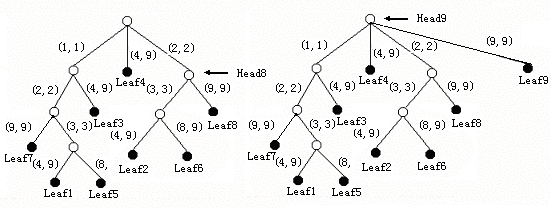 (1, 1)
(4, 9)
(2, 2)
Head8
(2, 2)
(4, 9)
Leaf4
(3, 3)
(9, 9)
(9, 9)
(3, 3)
Leaf3
(4, 9)
(8, 9)
Leaf8
Leaf7
(4, 9)
(8,
Leaf2
Leaf6
Leaf1
Leaf5
Head9
(1, 1)
(4, 9)
(2, 2)
(9, 9)
(2, 2)
(4, 9)
Leaf4
(3, 3)
(9, 9)
Leaf9
(9, 9)
(3, 3)
Leaf3
(4, 9)
(8, 9)
Leaf8
Leaf7
(4, 9)
(8,
Leaf2
Leaf6
Leaf1
Leaf5